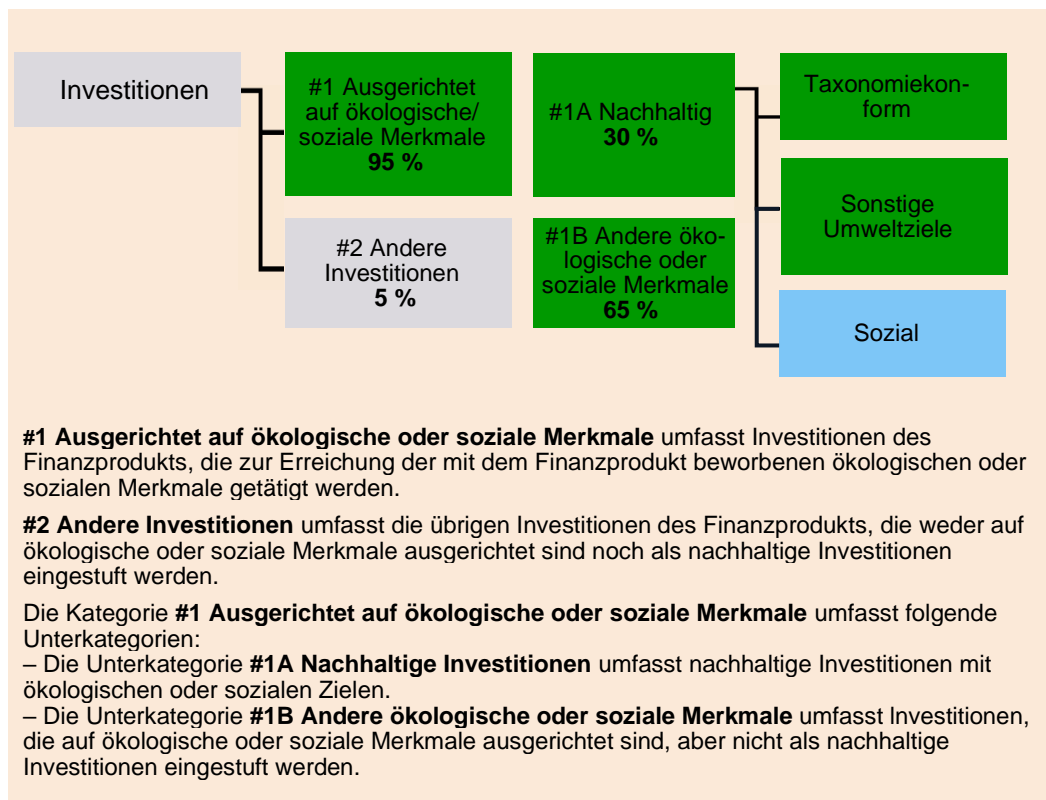 Investitionen
#1 Ausgerichtet
auf ökologische/
soziale Merkmale
95 %
#2 Andere
Investitionen
5 %
#1A Nachhaltig
30 %
#1B Andere öko-
logische oder
soziale Merkmale
65 %
Taxonomiekon-
form
Sonstige
Umweltziele
Sozial
#1 Ausgerichtet auf ökologische oder soziale Merkmale umfasst Investitionen des
Finanzprodukts, die zur Erreichung der mit dem Finanzprodukt beworbenen ökologischen oder
sozialen Merkmale getätigt werden.
#2 Andere Investitionen umfasst die übrigen Investitionen des Finanzprodukts, die weder auf
ökologische oder soziale Merkmale ausgerichtet sind noch als nachhaltige Investitionen
eingestuft werden.
Die Kategorie #1 Ausgerichtet auf ökologische oder soziale Merkmale umfasst folgende
Unterkategorien:
– Die Unterkategorie #1A Nachhaltige Investitionen umfasst nachhaltige Investitionen mit
ökologischen oder sozialen Zielen.
– Die Unterkategorie #1B Andere ökologische oder soziale Merkmale umfasst Investitionen,
die auf ökologische oder soziale Merkmale ausgerichtet sind, aber nicht als nachhaltige
Investitionen eingestuft werden.